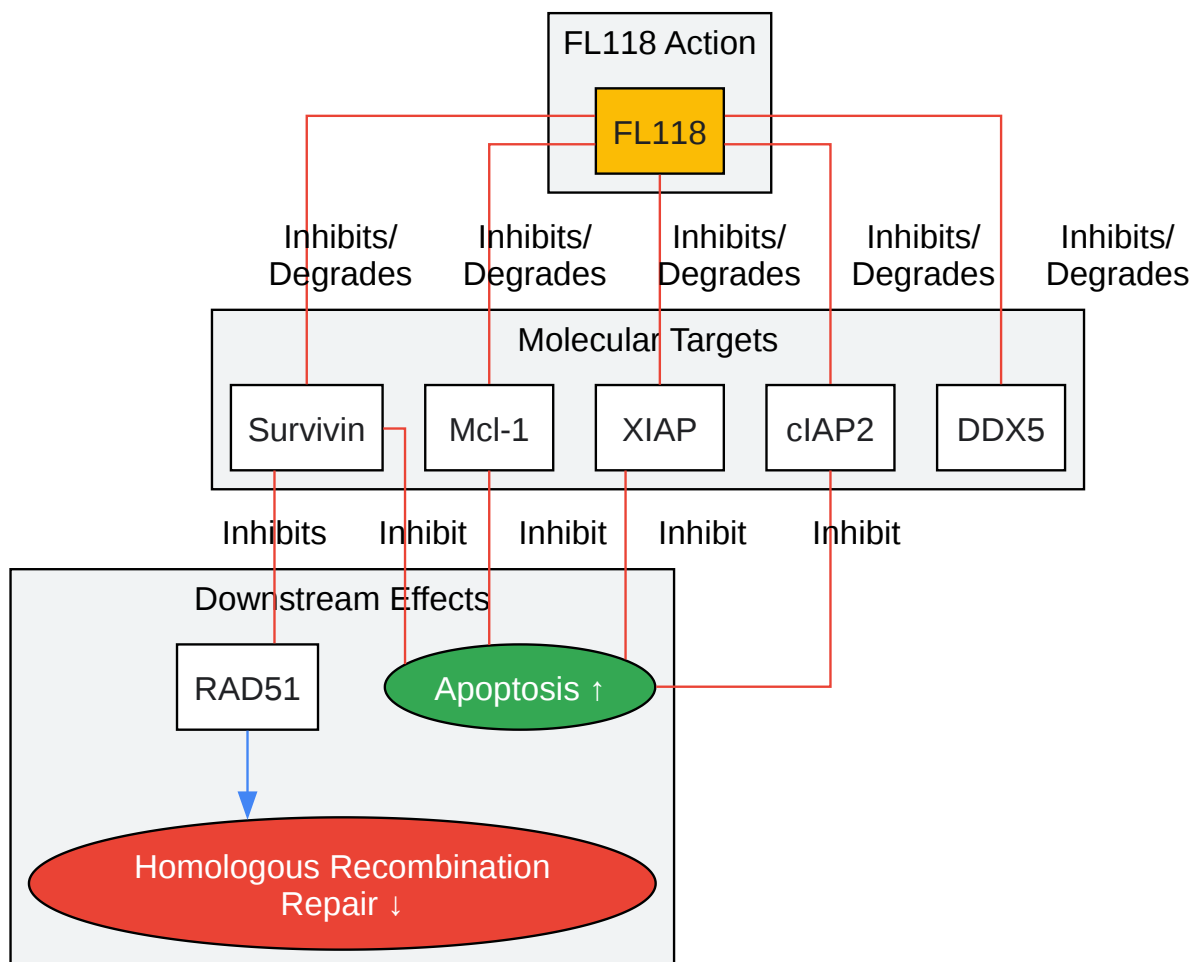 FL118 Action
FL118
Inhibits/
Degrades
Inhibits/
Degrades
Inhibits/
Degrades
Inhibits/
Degrades
Inhibits/
Degrades
Molecular Targets
Survivin
Mcl-1
XIAP
cIAP2
DDX5
Inhibits
Inhibit
Inhibit
Inhibit
Inhibit
Downstream Effects
RAD51
Apoptosis ↑
Homologous Recombination
Repair ↓